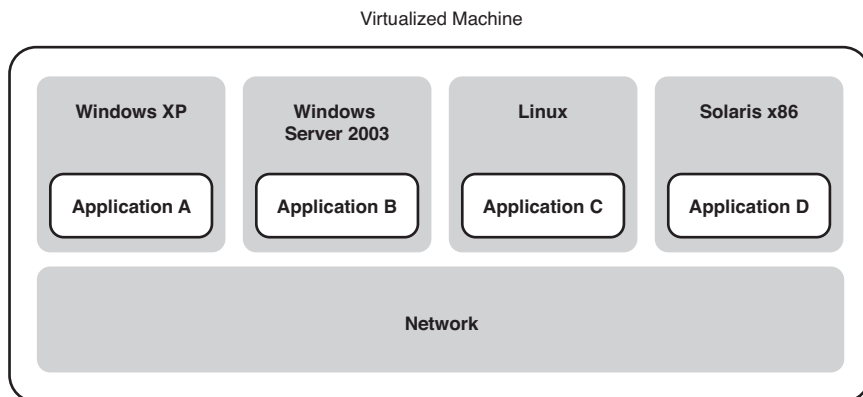 Virtualized Machine
Windows XP
Windows
Server 2003
Linux
Solaris x86
Application A
Application B
Application C
Application D
Network